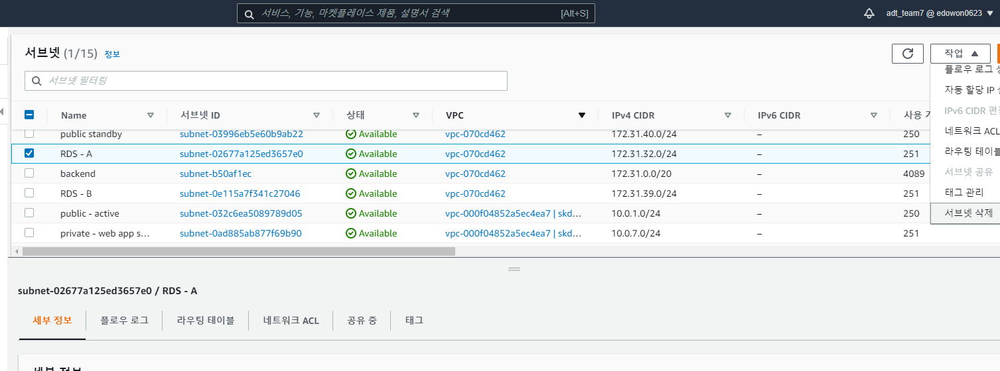 서비스, 기능, 마켓플레이스 제품, 설명서 검색 [Alt+S] adt_team7 @ edowon0623
서브넷 (1/15) 정보 작업
플로우 로그
서브넷 필터링
자동 할당 IP
IPv6 CIDR
Name 서브넷 ID 상태 VPC IPv4 CIDR IPv6 CIDR 사용
네트워크 ACL
public standby subnet-03996eb5e60b9ab22 Available vpc-070cd462 172.31.40.0/24 – 250
라우팅 테이블
RDS - A subnet-02677a125ed3657e0 Available vpc-070cd462 172.31.32.0/24 – 251
서브넷 공유
backend subnet-b50af1ec Available vpc-070cd462 172.31.0.0/20 – 4089
태그 관리
RDS - B subnet-0e115a7f341c27046 Available vpc-070cd462 172.31.39.0/24 – 251
서브넷 삭제
public - active subnet-032c6ea5089789d05 Available vpc-000f04852a5ec4ea7 | skd... 10.0.1.0/24 – 250
private - web app s... subnet-0ad885ab877f69b90 Available vpc-000f04852a5ec4ea7 | skd... 10.0.7.0/24 – 251
subnet-02677a125ed3657e0 / RDS - A
세부 정보 플로우 로그 라우팅 테이블 네트워크 ACL 공유 중 태그
세부 정보